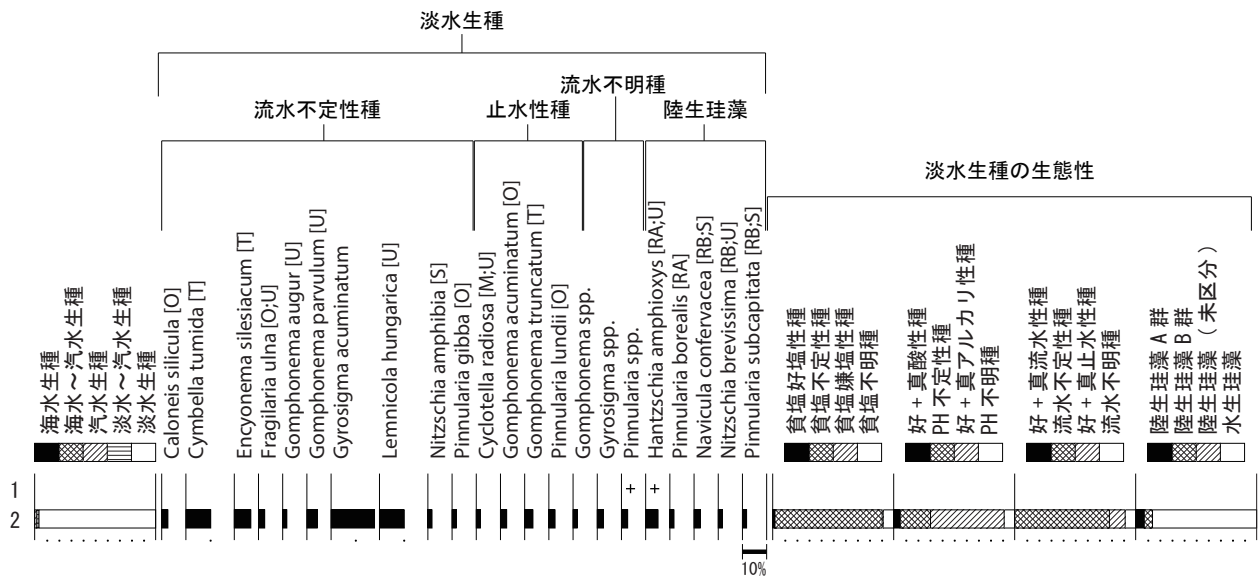 淡水生種
流水不明種
流水不定性種
止水性種
陸生珪藻
淡水生種の生態性
海水生種
海水～汽水生種
汽水生種
淡水～汽水生種
淡水生種
Caloneis silicula [O]
Cymbella tumida [T]
Encyonema silesiacum [T]
Fragilaria ulna [O;U]
Gomphonema augur [U]
Gomphonema parvulum [U]
Gyrosigma acuminatum
Lemnicola hungarica [U]
Nitzschia amphibia [S]
Pinnularia gibba [O]
Cyclotella radiosa [M;U]
Gomphonema acuminatum [O]
Gomphonema truncatum [T]
Pinnularia lundii [O]
Gomphonema spp.
Gyrosigma spp.
Pinnularia spp.
Hantzschia amphioxys [RA;U]
Pinnularia borealis [RA]
Navicula confervacea [RB;S]
Nitzschia brevissima [RB;U]
Pinnularia subcapitata [RB;S]
貧塩好塩性種
貧塩不定性種
貧塩嫌塩性種
貧塩不明種
好+真酸性種
PH 不定性種
好+真アルカリ性種
PH 不明種
好+真流水性種
流水不定性種
好+真止水性種
流水不明種
陸生珪藻 A 群
陸生珪藻 B 群
陸生珪藻（未区分）
水生珪藻
1 + +
2
10%